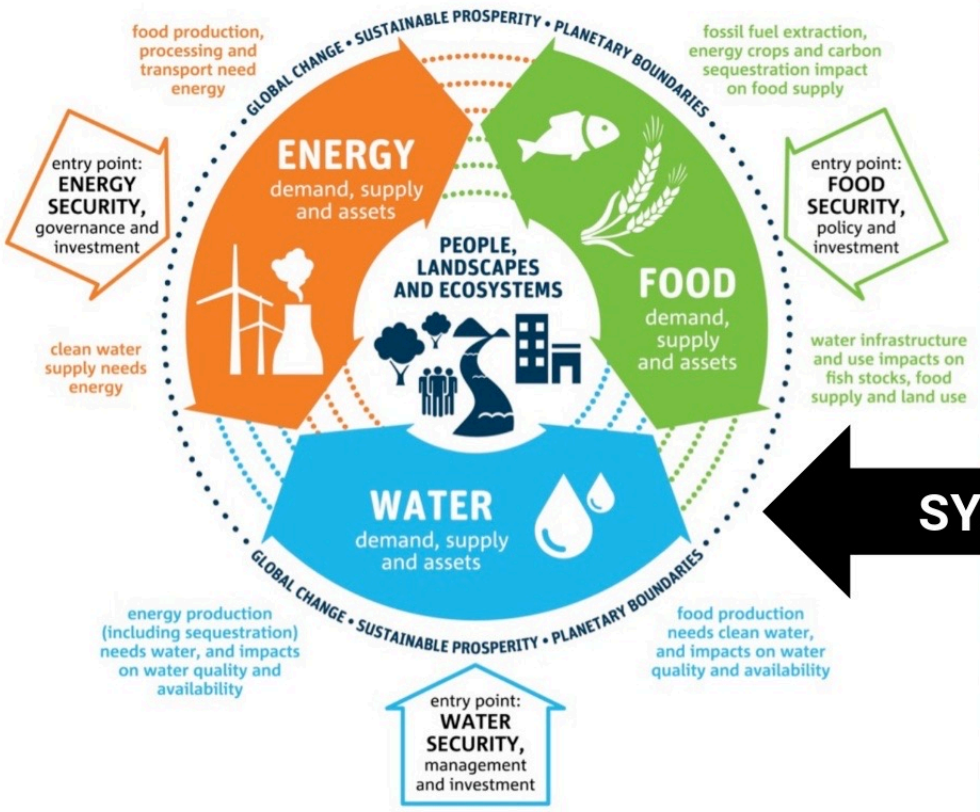 food production,
processing and
transport need
energy
GLOBAL CHANGE • SUSTAINABLE PROSPERITY • PLANETARY BOUNDARIES
fossil fuel extraction,
energy crops and carbon
sequestration impact
on food supply
entry point:
ENERGY
SECURITY,
governance and
investment
ENERGY
demand, supply
and assets
entry point:
FOOD
SECURITY,
policy and
investment
PEOPLE,
LANDSCAPES
AND ECOSYSTEMS
FOOD
demand,
supply
and assets
clean water
supply needs
energy
water infrastructure
and use impacts on
fish stocks, food
supply and land use
WATER
demand, supply
and assets
SY
GLOBAL CHANGE • SUSTAINABLE PROSPERITY • PLANETARY BOUNDARIES
energy production
(including sequestration)
needs water, and impacts
on water quality and
availability
food production
needs clean water,
and impacts on water
quality and availability
entry point:
WATER
SECURITY,
management
and investment